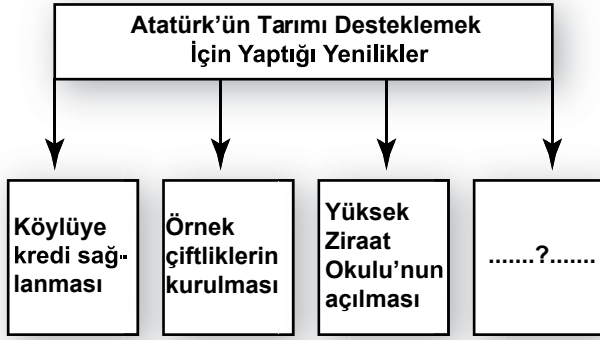 Atatürk’ün Tarımı Desteklemek
İçin Yaptığı Yenilikler
Köylüye
kredi sağ-
lanması
Örnek
çiftliklerin
kurulması
Yüksek
Ziraat
Okulu’nun
açılması
.......?.......